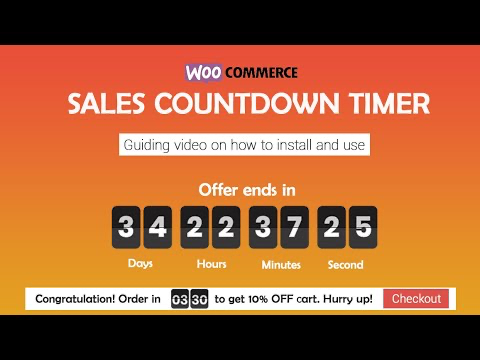 WOO COMMERCE
SALES COUNTDOWN TIMER
Guiding video on how to install and use
Offer ends in
34 22 37 25
Days Hours Minutes Second
Congratulation! Order in 03 30 to get 10% OFF cart. Hurry up! Checkout